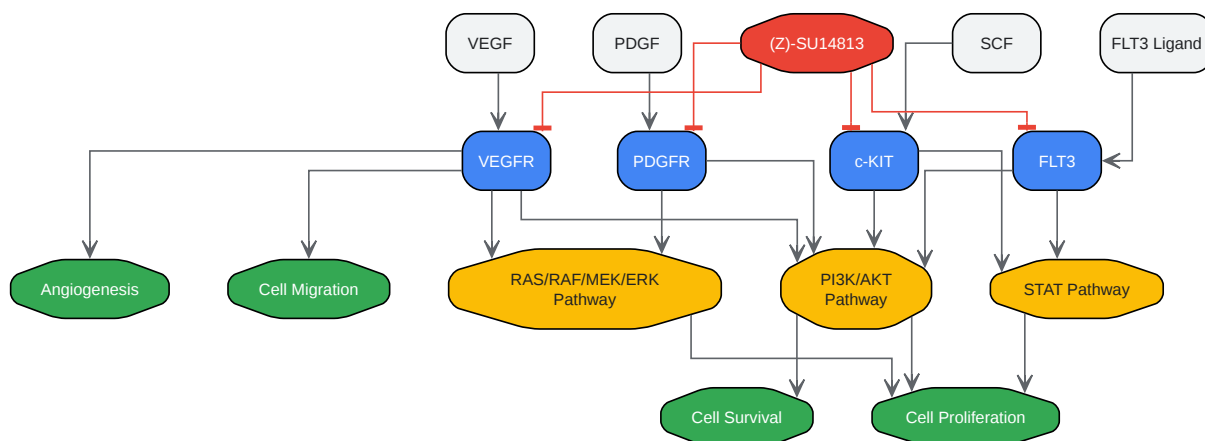 VEGF
PDGF
(Z)-SU14813
SCF
FLT3 Ligand
VEGFR
PDGFR
c-KIT
FLT3
Angiogenesis
Cell Migration
RAS/RAF/MEK/ERK
Pathway
PI3K/AKT
Pathway
STAT Pathway
Cell Survival
Cell Proliferation